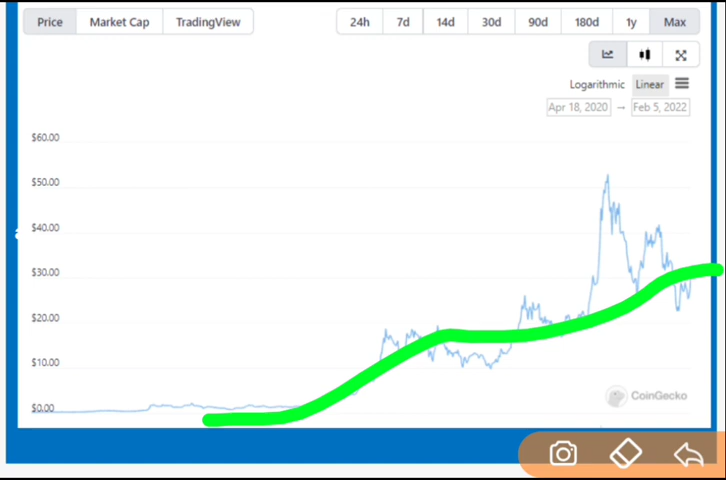 Price Market Cap TradingView 24h 7d 14d 30d 90d 180d 1y Max
Logarithmic Linear
Apr 18, 2020 → Feb 5, 2022
$60.00
$50.00
$40.00
$30.00
$20.00
$10.00
$0.00
CoinGecko